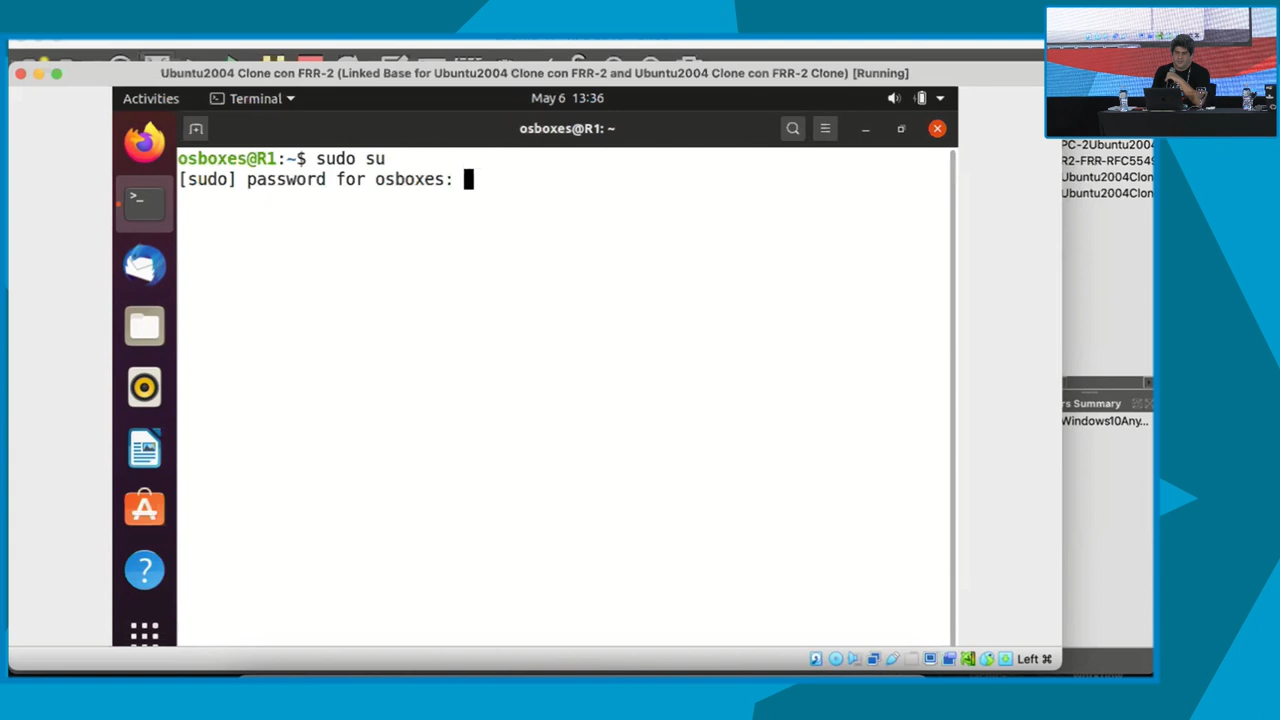 Ubuntu2004 Clone con FRR-2 (Linked Base for Ubuntu2004 Clone con FRR-2 and Ubuntu2004 Clone con FRR-2 Clone) [Running]
Activities
Terminal
May 6 13:36
osboxes@R1: ~
osboxes@R1:~$ sudo su
[sudo] password for osboxes:
PC-2Ubuntu2004
R2-FRR-RFC5549
Ubuntu2004Clon
Ubuntu2004Clon
rs Summary
Windows10Any...
Left ⌘